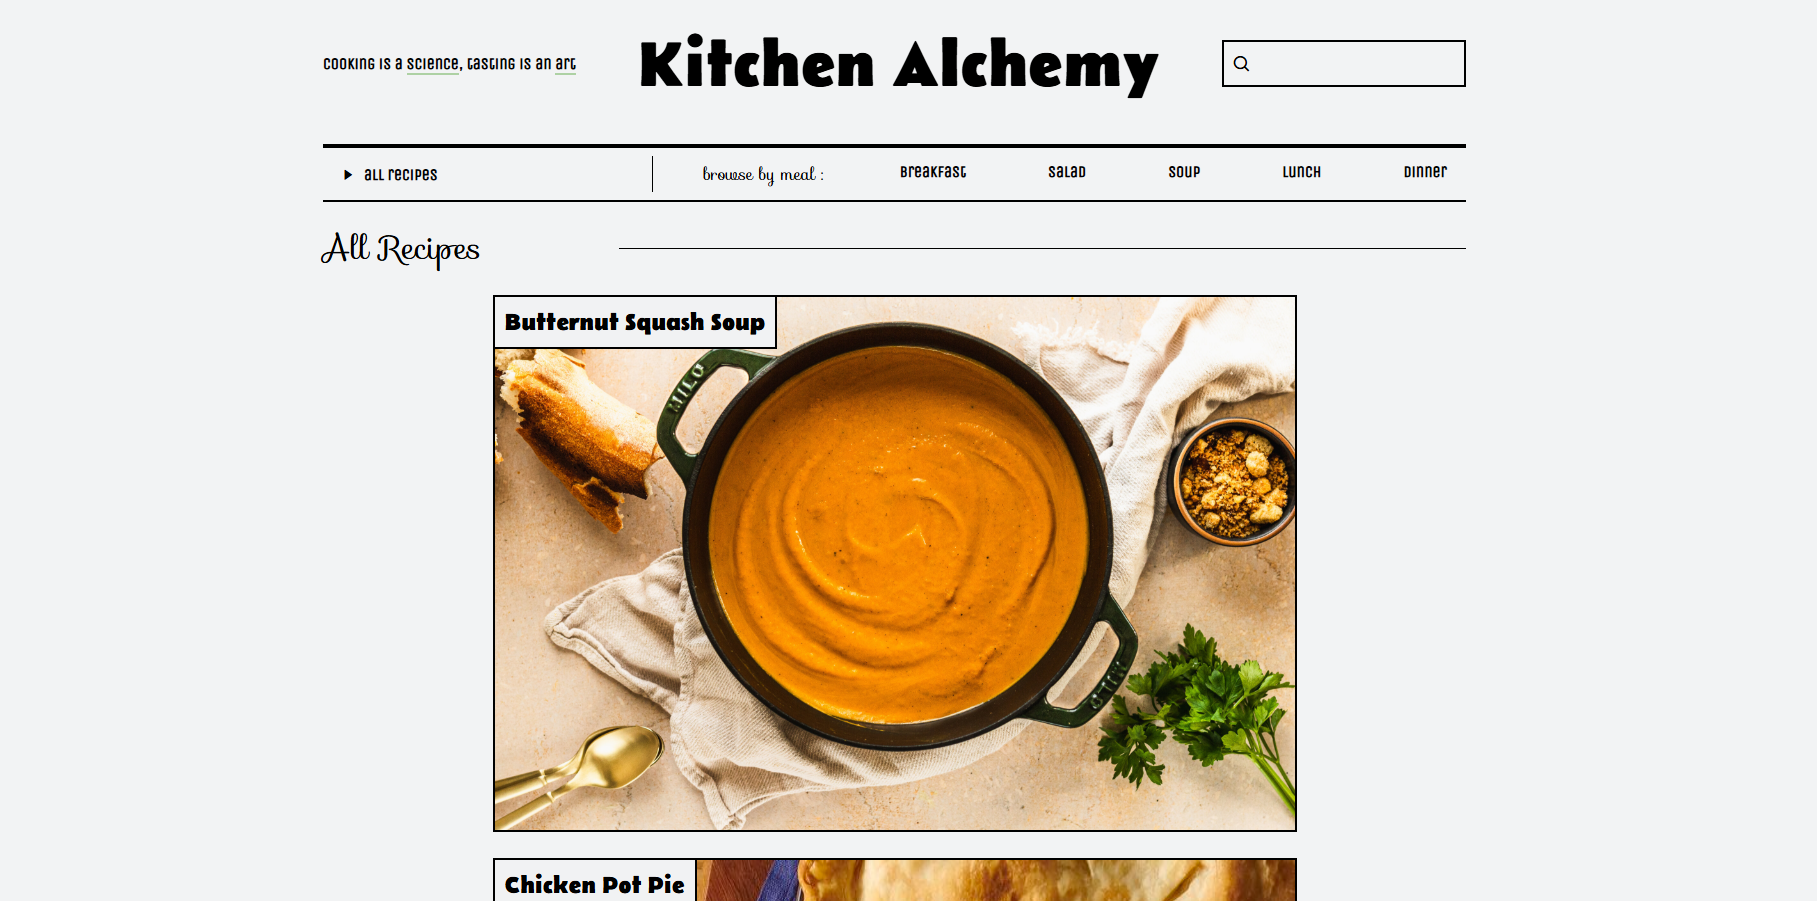 cooking is a science, tasting is an art
Kitchen Alchemy
all recipes
browse by meal :
Breakfast
Salad
Soup
Lunch
Dinner
All Recipes
Butternut Squash Soup
MILO
MILO
Chicken Pot Pie